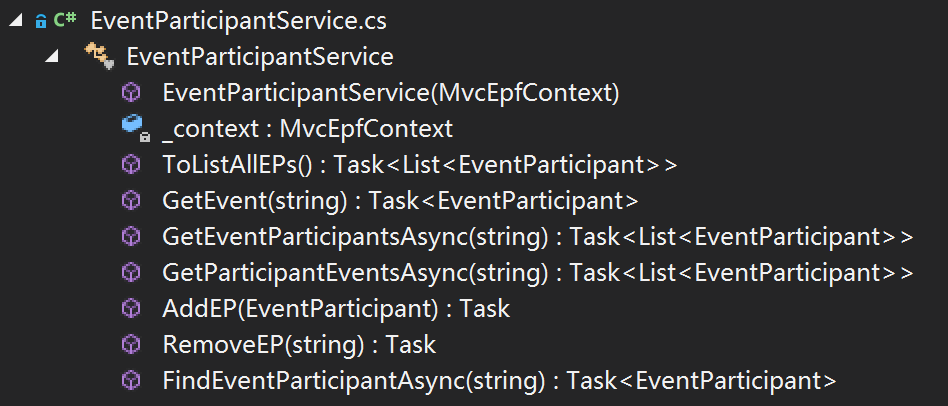 C# EventParticipantService.cs
EventParticipantService
EventParticipantService(MvcEpfContext)
_context : MvcEpfContext
ToListAllEPs() : Task<List<EventParticipant>>
GetEvent(string) : Task<EventParticipant>
GetEventParticipantsAsync(string) : Task<List<EventParticipant>>
GetParticipantEventsAsync(string) : Task<List<EventParticipant>>
AddEP(EventParticipant) : Task
RemoveEP(string) : Task
FindEventParticipantAsync(string) : Task<EventParticipant>